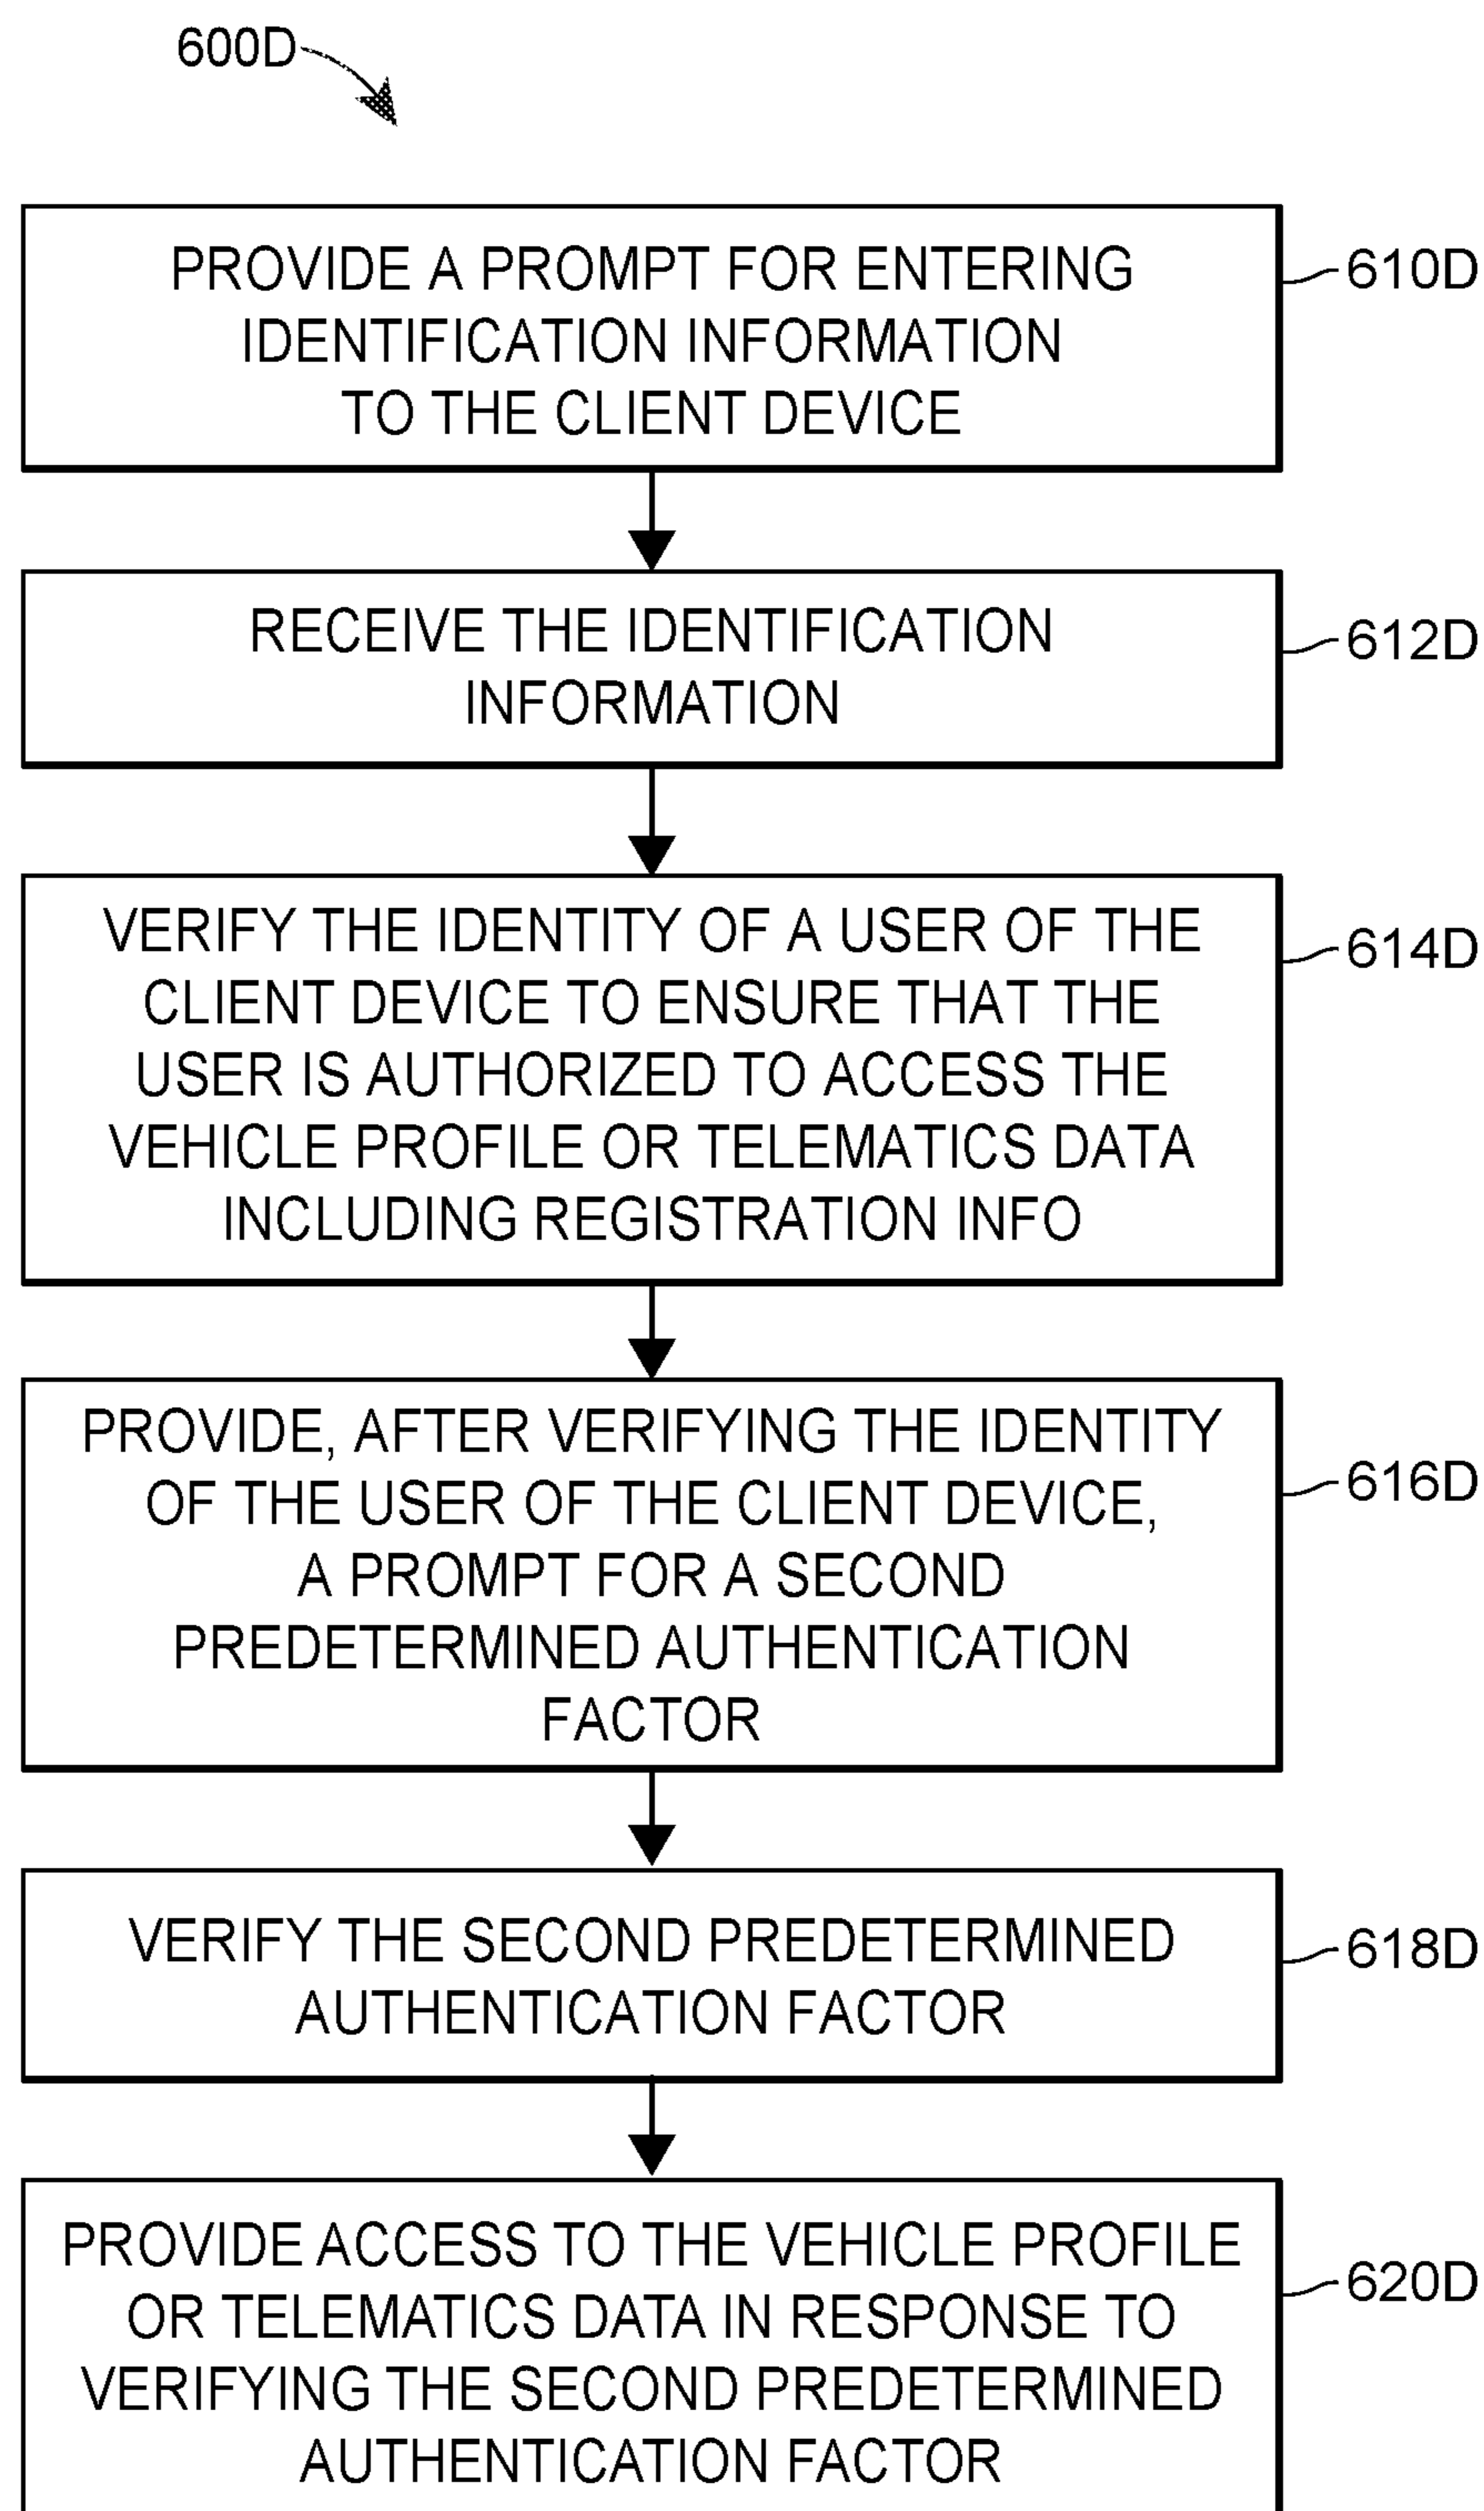 600D
PROVIDE A PROMPT FOR ENTERING
IDENTIFICATION INFORMATION
TO THE CLIENT DEVICE
610D
RECEIVE THE IDENTIFICATION
INFORMATION
612D
VERIFY THE IDENTITY OF A USER OF THE
CLIENT DEVICE TO ENSURE THAT THE
USER IS AUTHORIZED TO ACCESS THE
VEHICLE PROFILE OR TELEMATICS DATA
INCLUDING REGISTRATION INFO
614D
PROVIDE, AFTER VERIFYING THE IDENTITY
OF THE USER OF THE CLIENT DEVICE,
A PROMPT FOR A SECOND
PREDETERMINED AUTHENTICATION
FACTOR
616D
VERIFY THE SECOND PREDETERMINED
AUTHENTICATION FACTOR
618D
PROVIDE ACCESS TO THE VEHICLE PROFILE
OR TELEMATICS DATA IN RESPONSE TO
VERIFYING THE SECOND PREDETERMINED
AUTHENTICATION FACTOR
620D